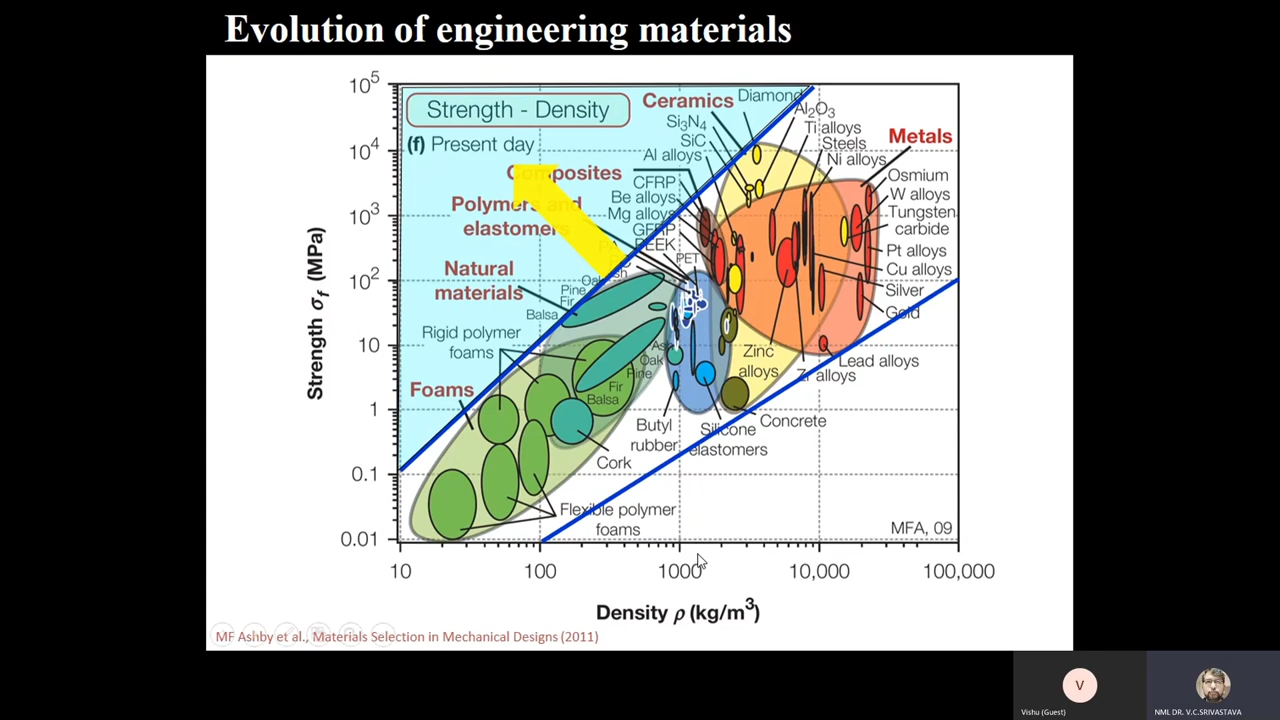 Evolution of engineering materials
10⁵
10⁴
10³
10²
10
1
0.1
0.01
Strength σf (MPa)
Strength - Density
(f) Present day
Ceramics
Diamond
Al₂O₃
Si₃N₄
SiC
Al alloys
Ti alloys
Steels
Ni alloys
Metals
Composites
CFRP
Be alloys
Mg alloys
GFRP
PEEK
PET
Osmium
W alloys
Tungsten
carbide
Pt alloys
Cu alloys
Silver
Gold
Polymers and
elastomers
Natural
materials
PA
PC
Ash
Oak
Pine
Fir
Balsa
Rigid polymer
foams
Foams
Ash
Oak
Pine
Fir
Balsa
Zinc
alloys
Lead alloys
Zr alloys
Butyl
rubber
Silicone
elastomers
Concrete
Cork
Flexible polymer
foams
MFA, 09
10
100
1000
10,000
100,000
Density ρ (kg/m³)
MF Ashby et al., Materials Selection in Mechanical Designs (2011)
V
Vishu (Guest)
NML DR. V.C.SRIVASTAVA